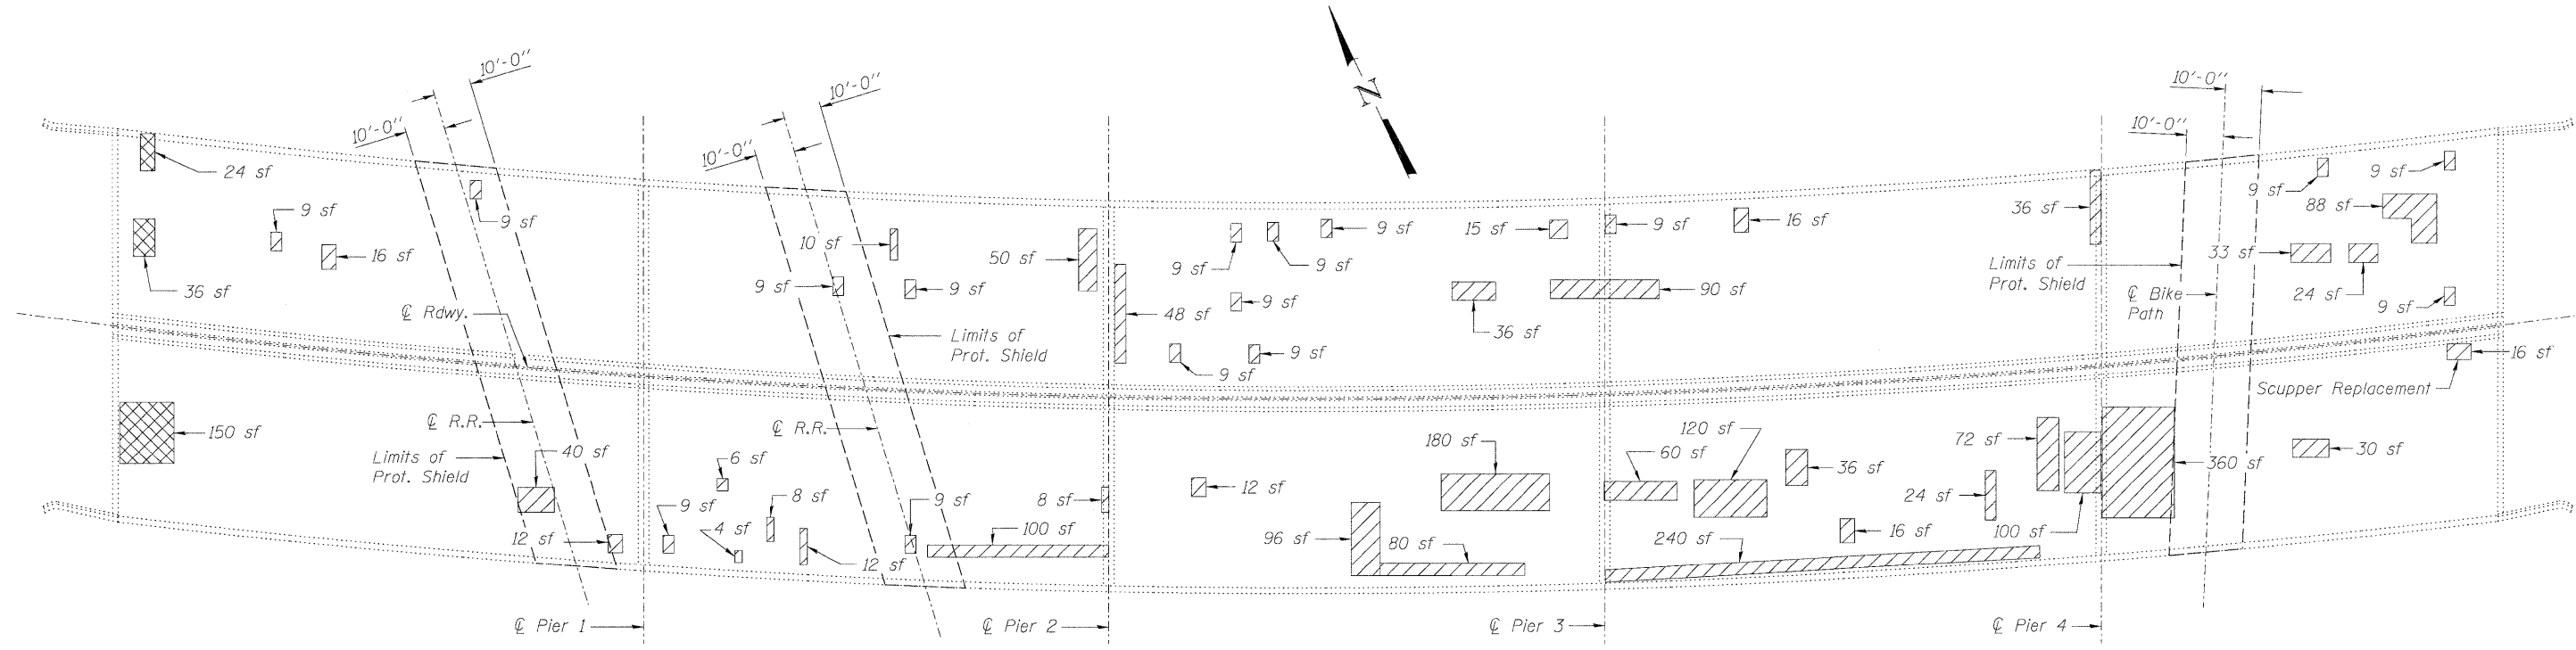 10'-0"
10'-0"
10'-0"
10'-0"
N
10'-0"
10'-0"
24 sf
9 sf
16 sf
9 sf
36 sf
℄ Rdwy.
10 sf
9 sf
9 sf
50 sf
48 sf
Limits of
Prot. Shield
9 sf
9 sf
9 sf
9 sf
9 sf
9 sf
15 sf
9 sf
16 sf
36 sf
90 sf
36 sf
Limits of
Prot. Shield
℄ Bike
Path
9 sf
9 sf
88 sf
33 sf
24 sf
9 sf
16 sf
Scupper Replacement
150 sf
℄ R.R.
Limits of
Prot. Shield
40 sf
12 sf
℄ R.R.
6 sf
9 sf
4 sf
8 sf
12 sf
9 sf
100 sf
8 sf
12 sf
180 sf
96 sf
80 sf
60 sf
120 sf
36 sf
240 sf
16 sf
24 sf
72 sf
100 sf
360 sf
30 sf
℄ Pier 1
℄ Pier 2
℄ Pier 3
℄ Pier 4